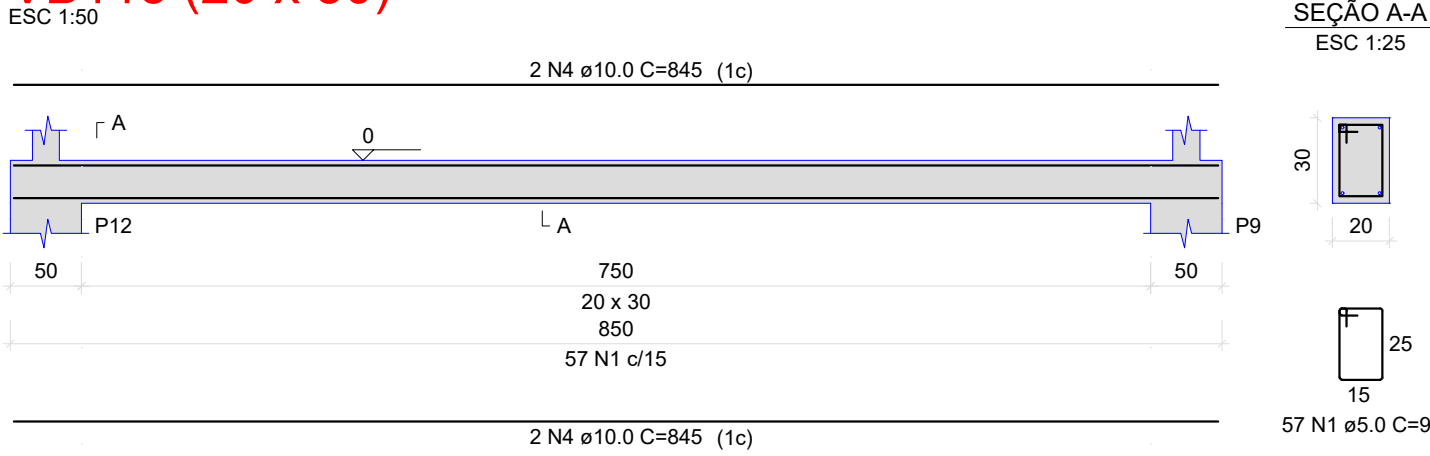 ESC 1:50
SEÇÃO A-A
ESC 1:25
2 N4 ø10.0 C=845 (1c)
A
0
30
P12
A
P9
20
50
750
50
20 x 30
850
57 N1 c/15
25
15
57 N1 ø5.0 C=9
2 N4 ø10.0 C=845 (1c)